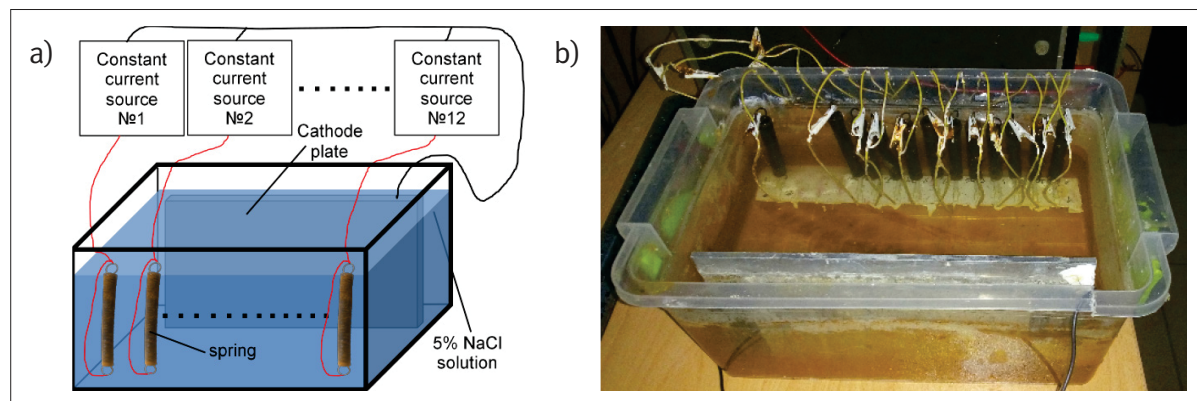 a)
Constant
current
source
№1
Constant
current
source
№2
Constant
current
source
№12
Cathode
plate
spring
5% NaCl
solution
b)